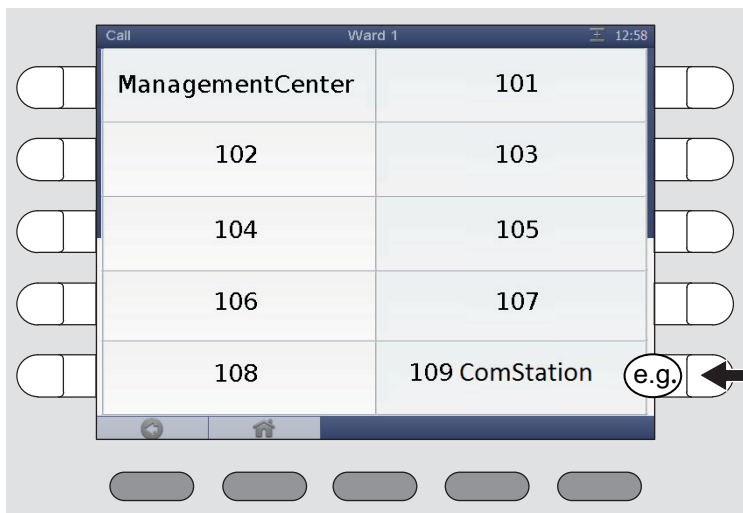 Call Ward 1 12:58
ManagementCenter 101
102 103
104 105
106 107
108 109 ComStation e.g.